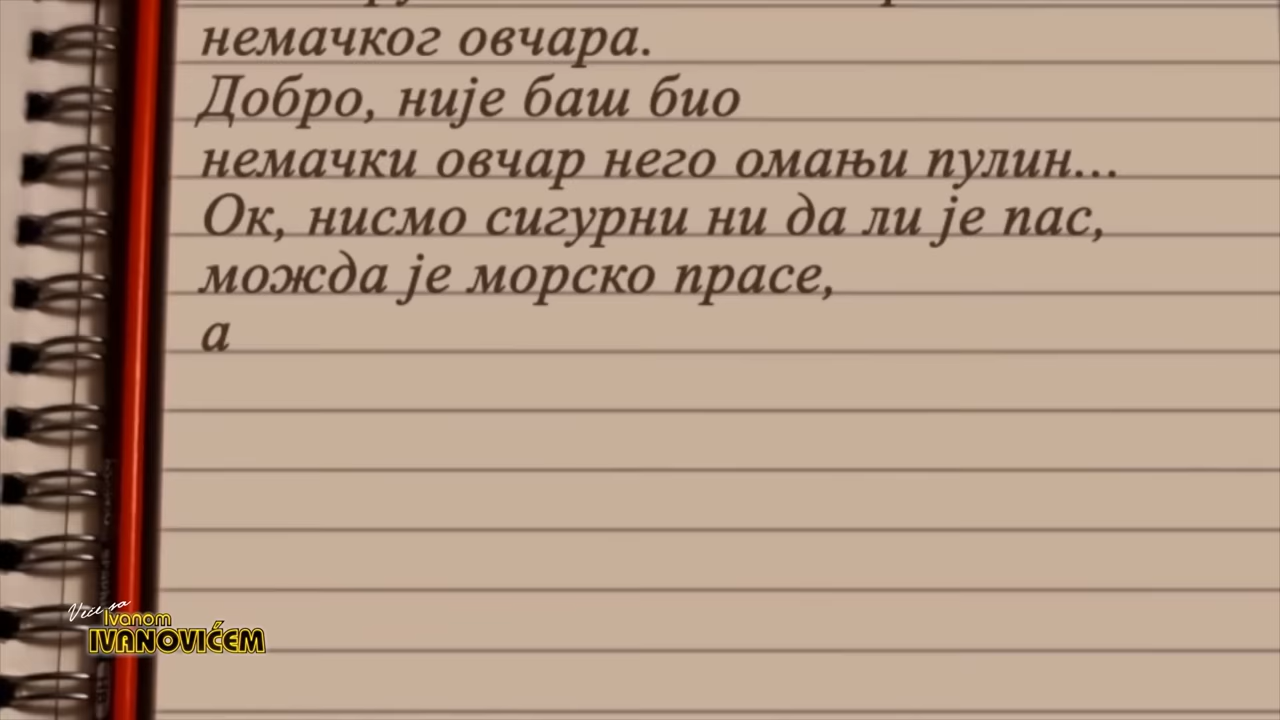 немачког овчара.
Добро, није баш био
немачки овчар него омањи пулин...
Ок, нисмо сигурни ни да ли је пас,
можда је морско прасе,
а
Veče sa
Ivanom
IVANOVIĆEM